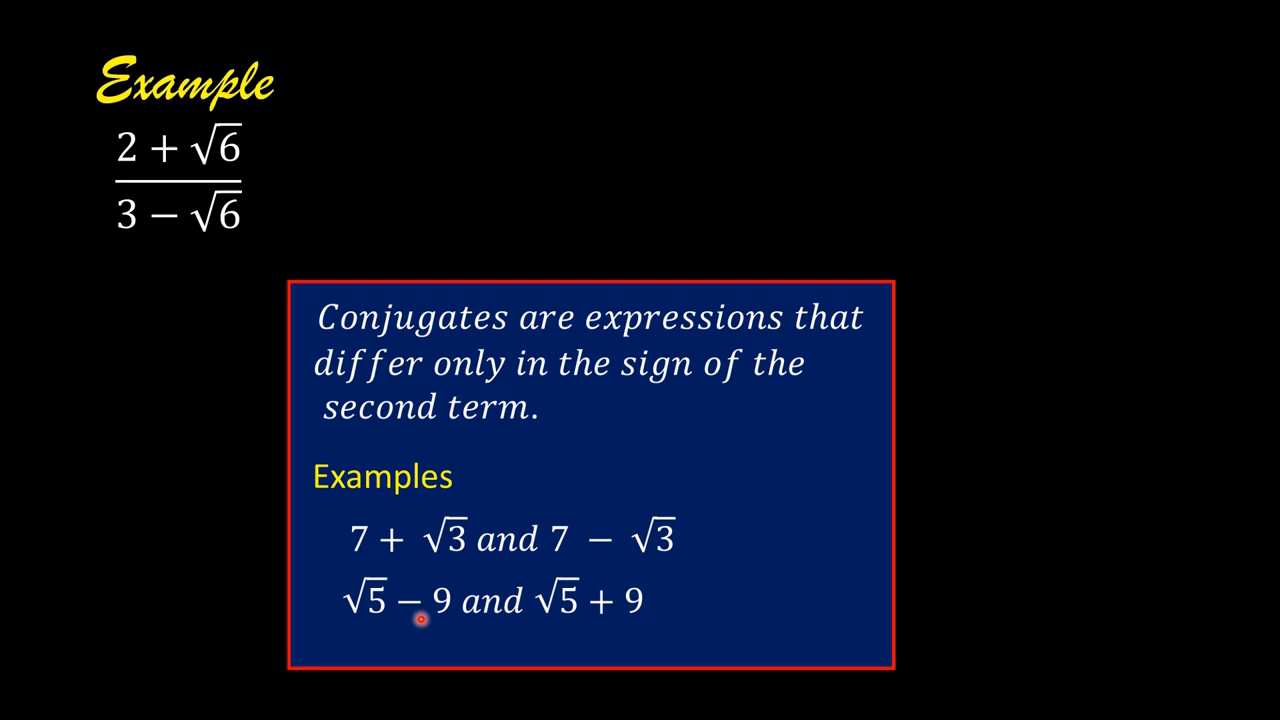 Example
2 + √6
3 − √6
Conjugates are expressions that
differ only in the sign of the
second term.
Examples
7 + √3 and 7 − √3
√5 − 9 and √5 + 9